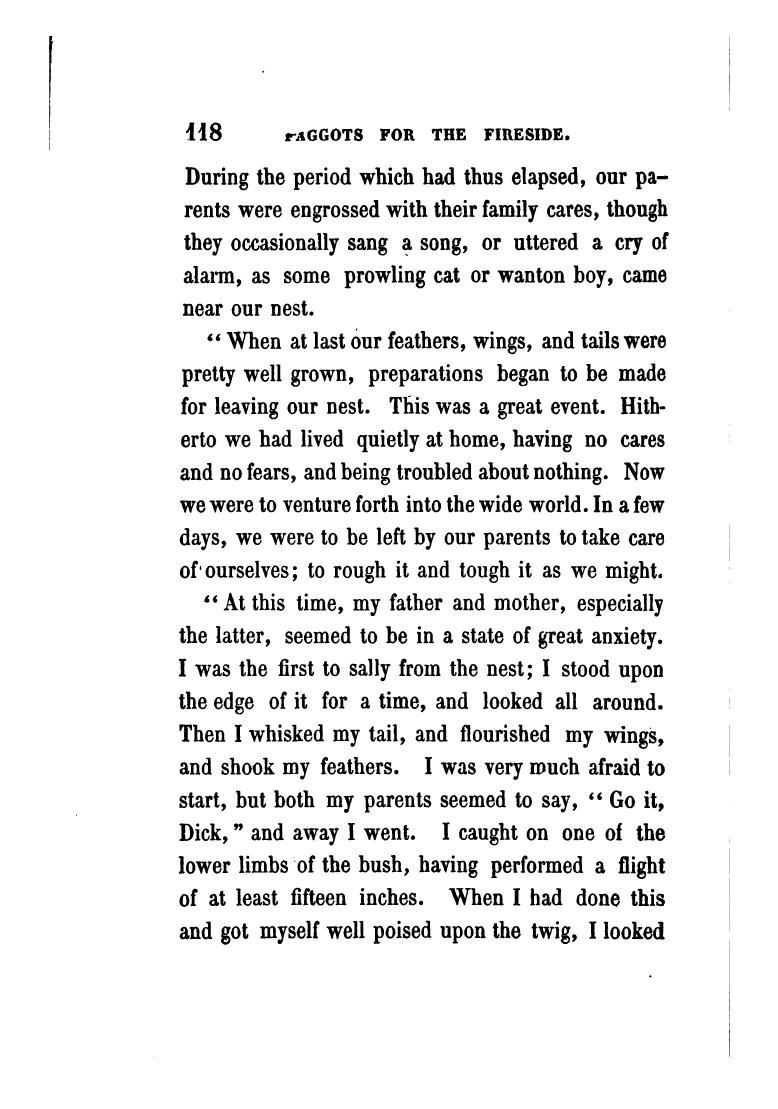 118 FAGGOTS FOR THE FIRESIDE.
During the period which had thus elapsed, our pa-
rents were engrossed with their family cares, though
they occasionally sang a song, or uttered a cry of
alarm, as some prowling cat or wanton boy, came
near our nest.
“ When at last our feathers, wings, and tails were
pretty well grown, preparations began to be made
for leaving our nest. This was a great event. Hith-
erto we had lived quietly at home, having no cares
and no fears, and being troubled about nothing. Now
we were to venture forth into the wide world. In a few
days, we were to be left by our parents to take care
of ourselves; to rough it and tough it as we might.
“ At this time, my father and mother, especially
the latter, seemed to be in a state of great anxiety.
I was the first to sally from the nest; I stood upon
the edge of it for a time, and looked all around.
Then I whisked my tail, and flourished my wings,
and shook my feathers. I was very much afraid to
start, but both my parents seemed to say, “ Go it,
Dick, ” and away I went. I caught on one of the
lower limbs of the bush, having performed a flight
of at least fifteen inches. When I had done this
and got myself well poised upon the twig, I looked